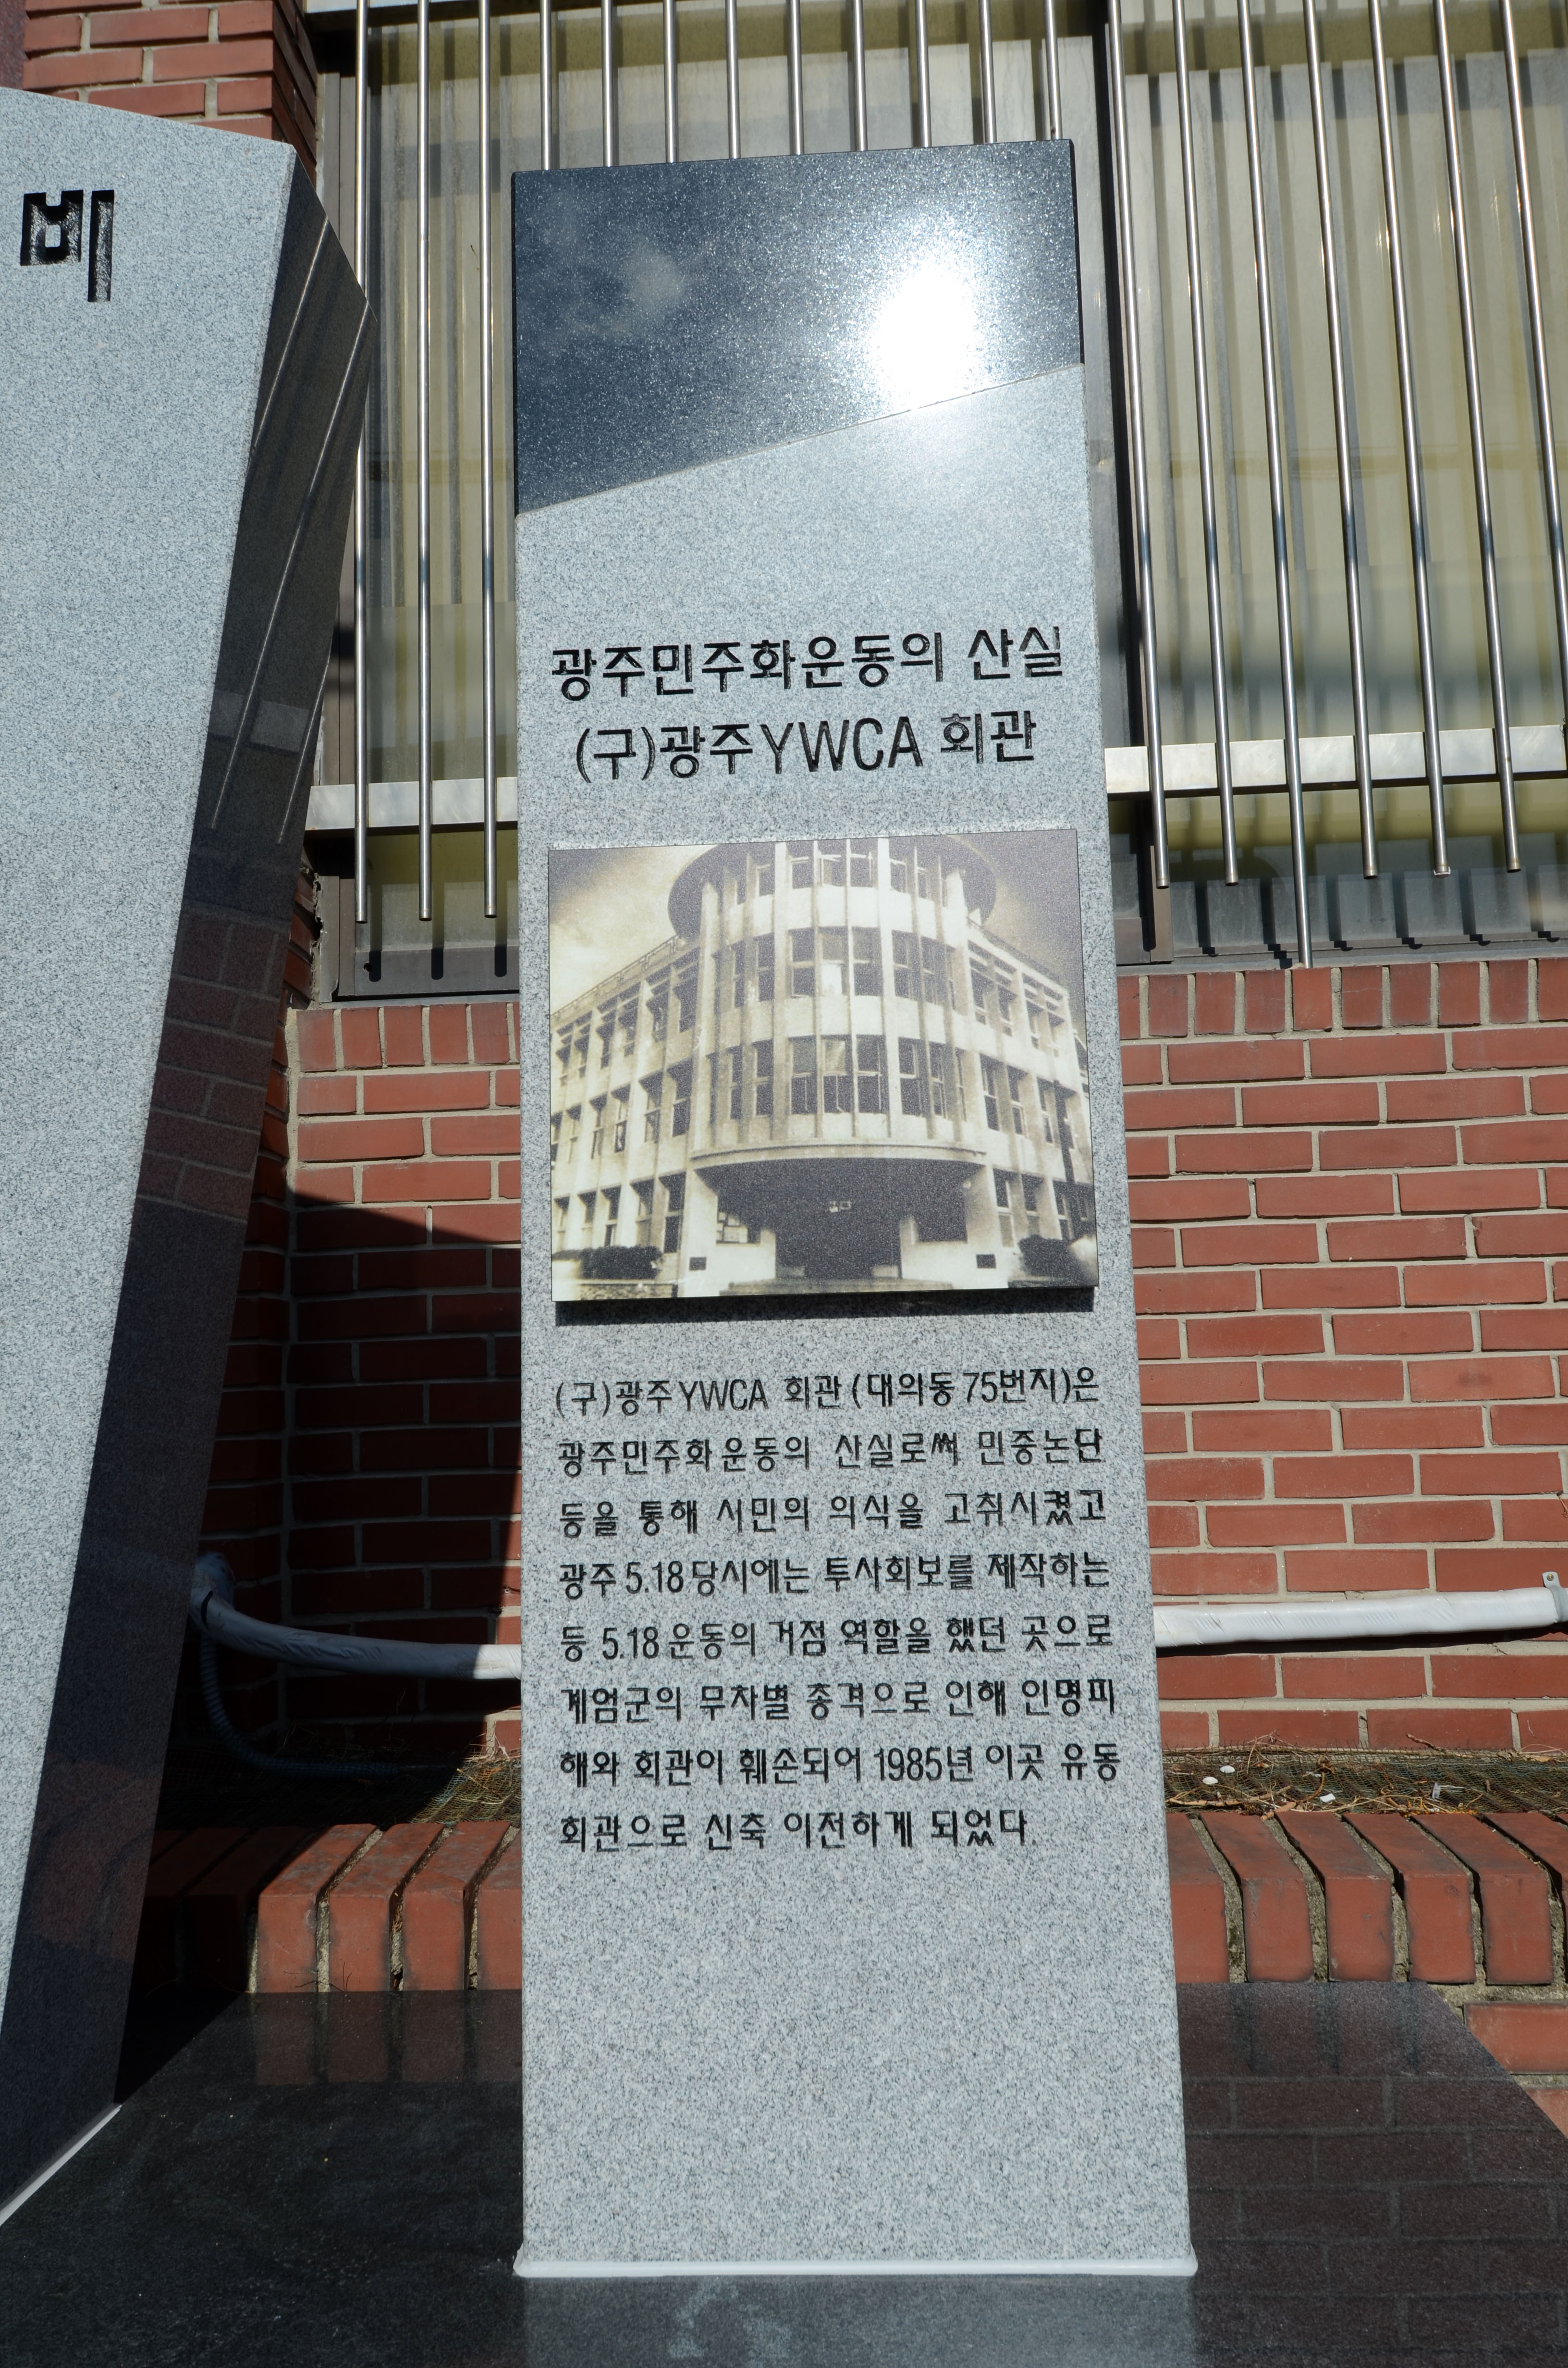 비
광주민주화운동의 산실
(구)광주YWCA 회관
(구)광주YWCA 회관 (대의동 75번지)은
광주민주화운동의 산실로써 민중논단
등을 통해 서민의 의식을 고취시켰고
광주 5.18 당시에는 투사회보를 제작하는
등 5.18 운동의 거점 역할을 했던 곳으로
계엄군의 무차별 총격으로 인해 인명피
해와 회관이 훼손되어 1985년 이곳 유동
회관으로 신축 이전하게 되었다.